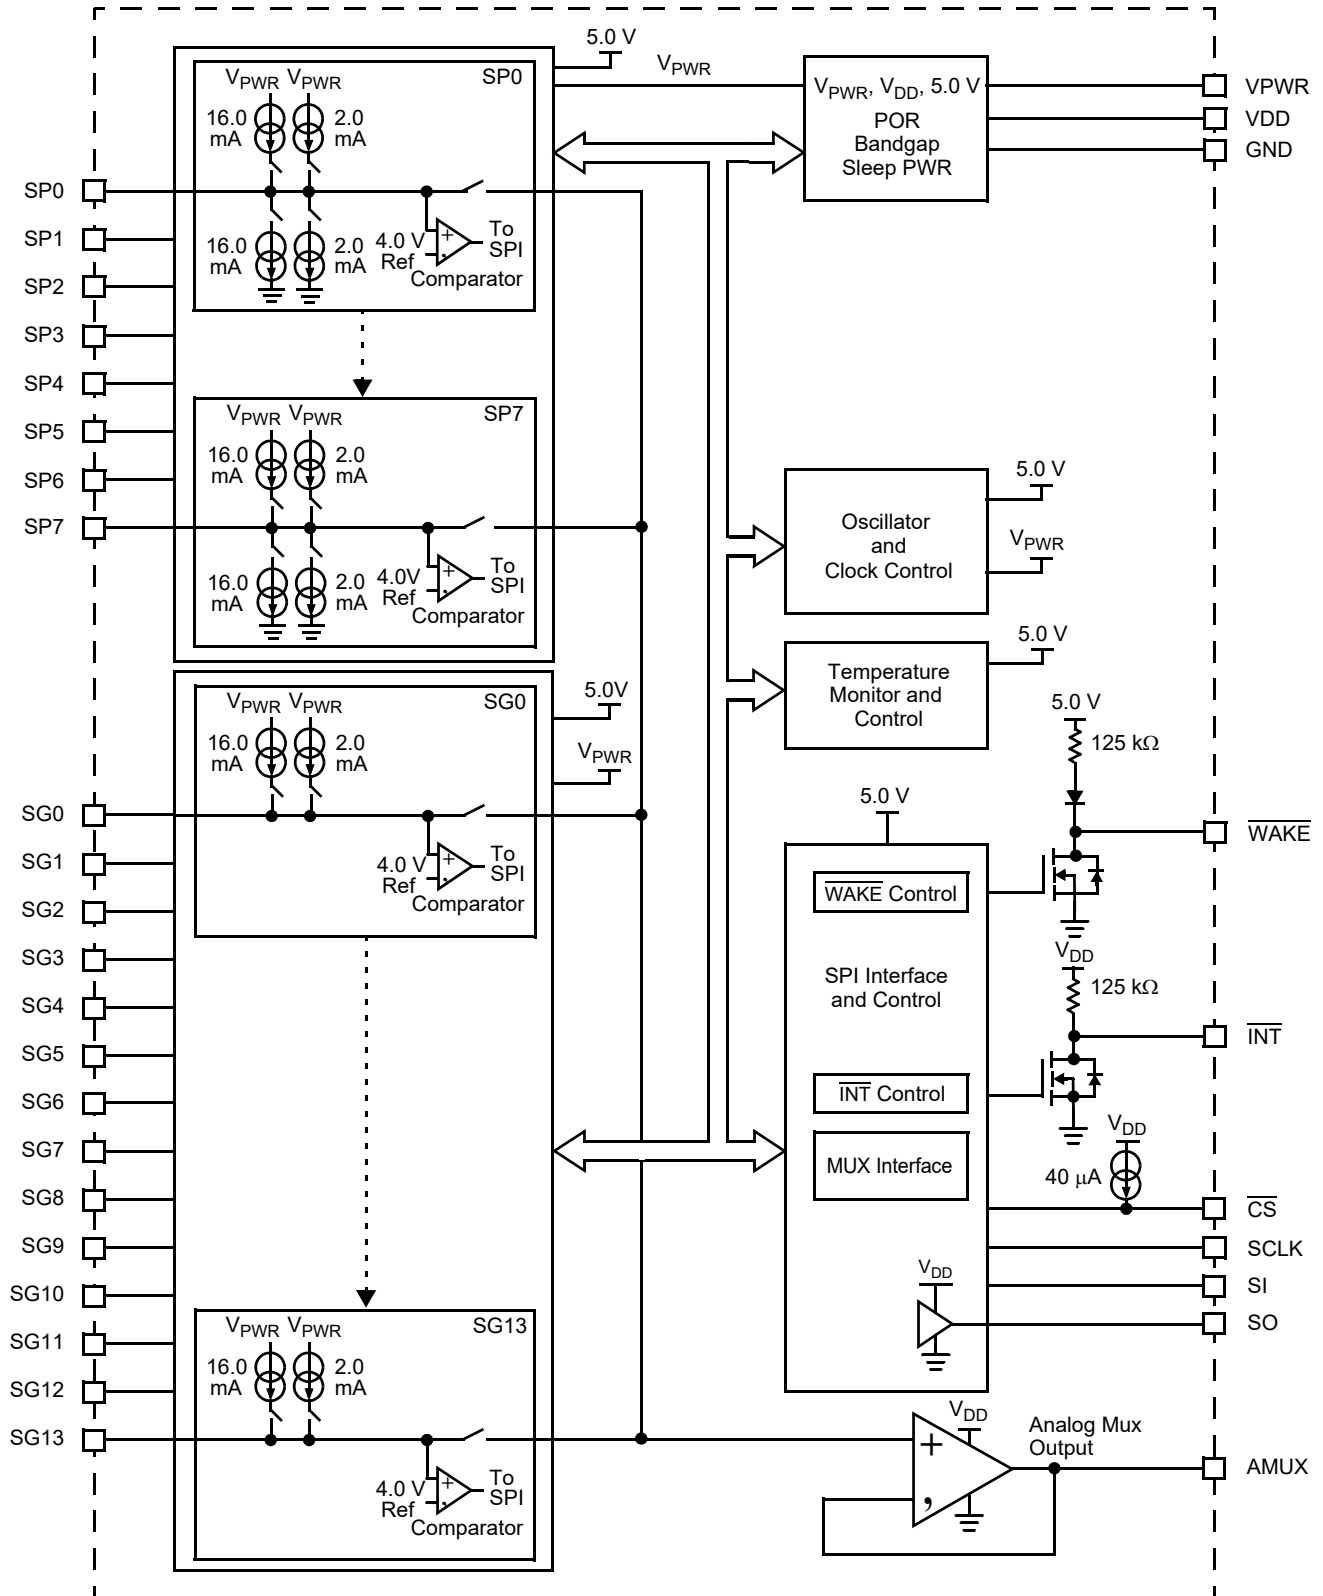 5.0 V
VPWR
SP0
VPWR VPWR
16.0 mA
2.0 mA
16.0 mA
2.0 mA
4.0 V Ref
+
To SPI
Comparator
SP7
VPWR VPWR
16.0 mA
2.0 mA
16.0 mA
2.0 mA
4.0V Ref
+
To SPI
Comparator
SG0
VPWR VPWR
16.0 mA
2.0 mA
4.0 V Ref
+
To SPI
Comparator
5.0V
VPWR
SG13
VPWR VPWR
16.0 mA
2.0 mA
4.0 V Ref
+
To SPI
Comparator
SP0
SP1
SP2
SP3
SP4
SP5
SP6
SP7
SG0
SG1
SG2
SG3
SG4
SG5
SG6
SG7
SG8
SG9
SG10
SG11
SG12
SG13
VPWR, VDD, 5.0 V
POR
Bandgap
Sleep PWR
VPWR
VDD
GND
Oscillator
and
Clock Control
5.0 V
VPWR
Temperature
Monitor and
Control
5.0 V
5.0 V
125 kΩ
WAKE
5.0 V
WAKE Control
SPI Interface
and Control
INT Control
MUX Interface
VDD
125 kΩ
INT
VDD
40 μA
CS
SCLK
SI
SO
VDD
VDD
+
,
Analog Mux
Output
AMUX